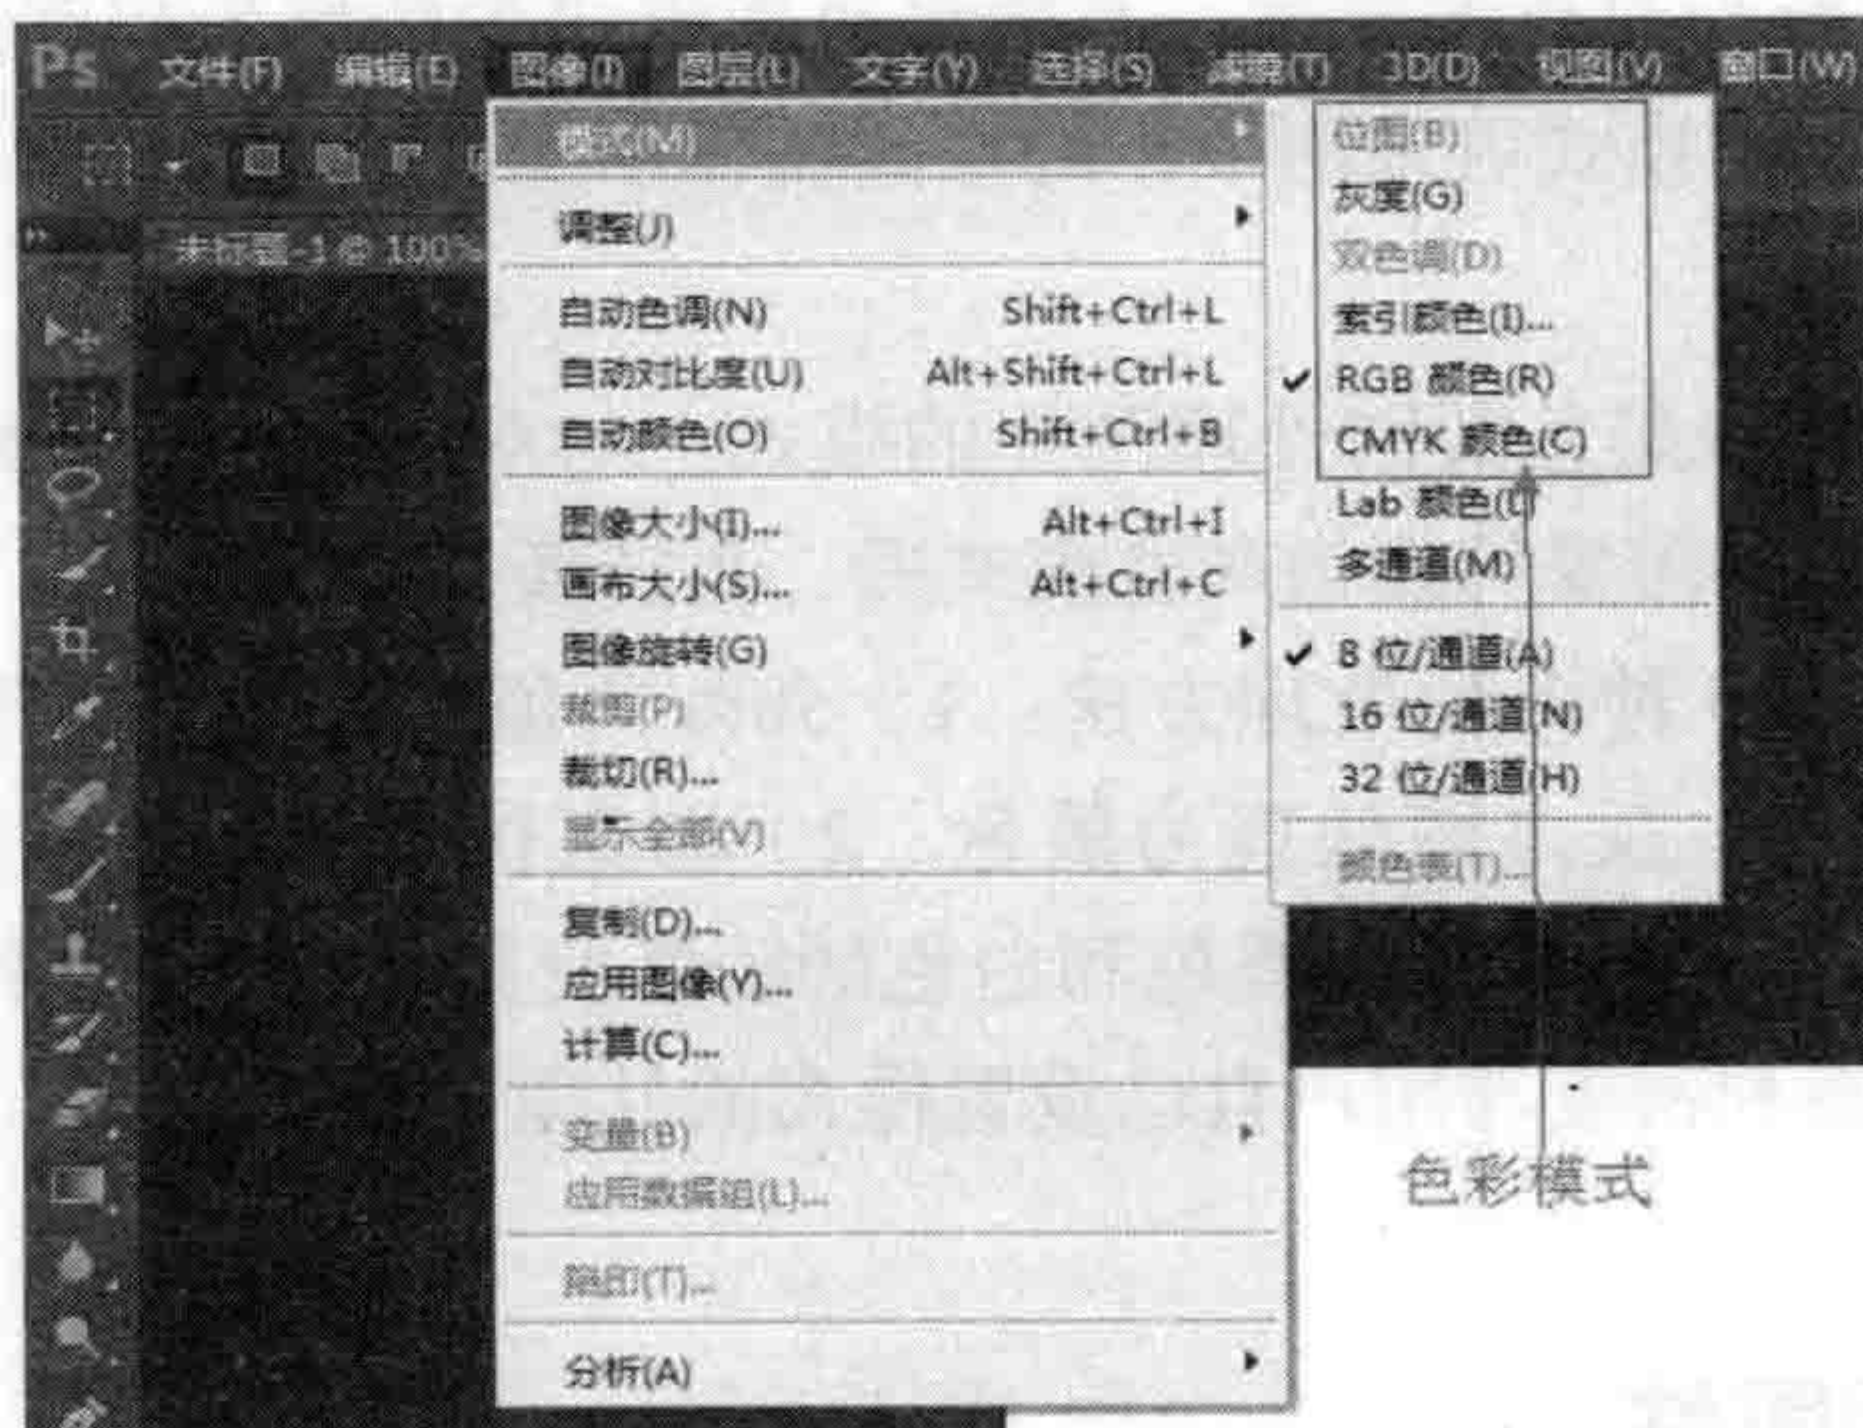 Ps 文件(F) 编辑(E) 图像(I) 图层(L) 文字(Y) 选择(S) 滤镜(T) 3D(D) 视图(V) 窗口(W)
未标题-1 @ 100%
模式(M)
调整(J)
自动色调(N) Shift+Ctrl+L
自动对比度(U) Alt+Shift+Ctrl+L
自动颜色(O) Shift+Ctrl+B
图像大小(I)... Alt+Ctrl+I
画布大小(S)... Alt+Ctrl+C
图像旋转(G)
裁剪(P)
裁切(R)...
显示全部(V)
复制(D)...
应用图像(Y)...
计算(C)...
变量(B)
应用数据组(L)...
陷印(T)...
分析(A)
位图(B)
灰度(G)
双色调(D)
索引颜色(I)...
RGB 颜色(R)
CMYK 颜色(C)
Lab 颜色(L)
多通道(M)
8 位/通道(A)
16 位/通道(N)
32 位/通道(H)
颜色表(T)...
色彩模式